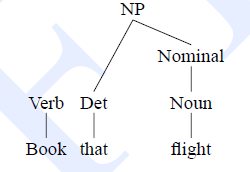 NP
Nominal
Verb Det Noun
Book that flight